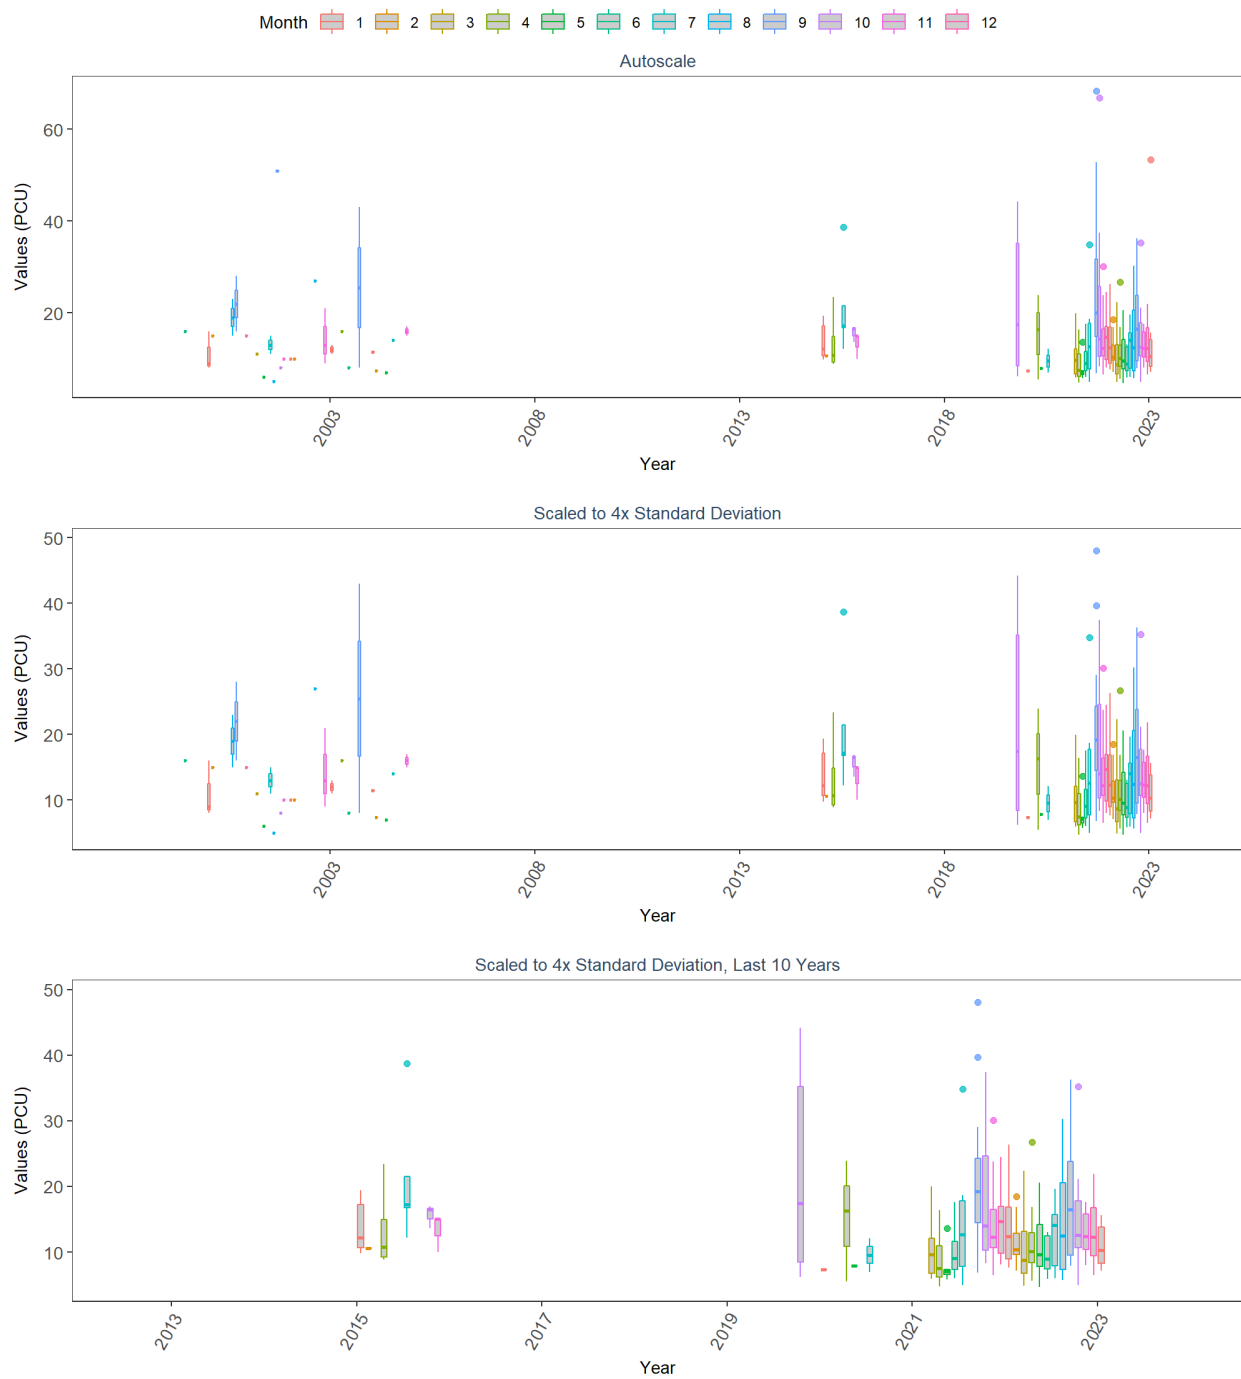 Month 1 2 3 4 5 6 7 8 9 10 11 12
Autoscale
60
40
20
Values (PCU)
2003 2008 2013 2018 2023
Year
Scaled to 4x Standard Deviation
50
40
30
20
10
Values (PCU)
2003 2008 2013 2018 2023
Year
Scaled to 4x Standard Deviation, Last 10 Years
50
40
30
20
10
Values (PCU)
2013 2015 2017 2019 2021 2023
Year